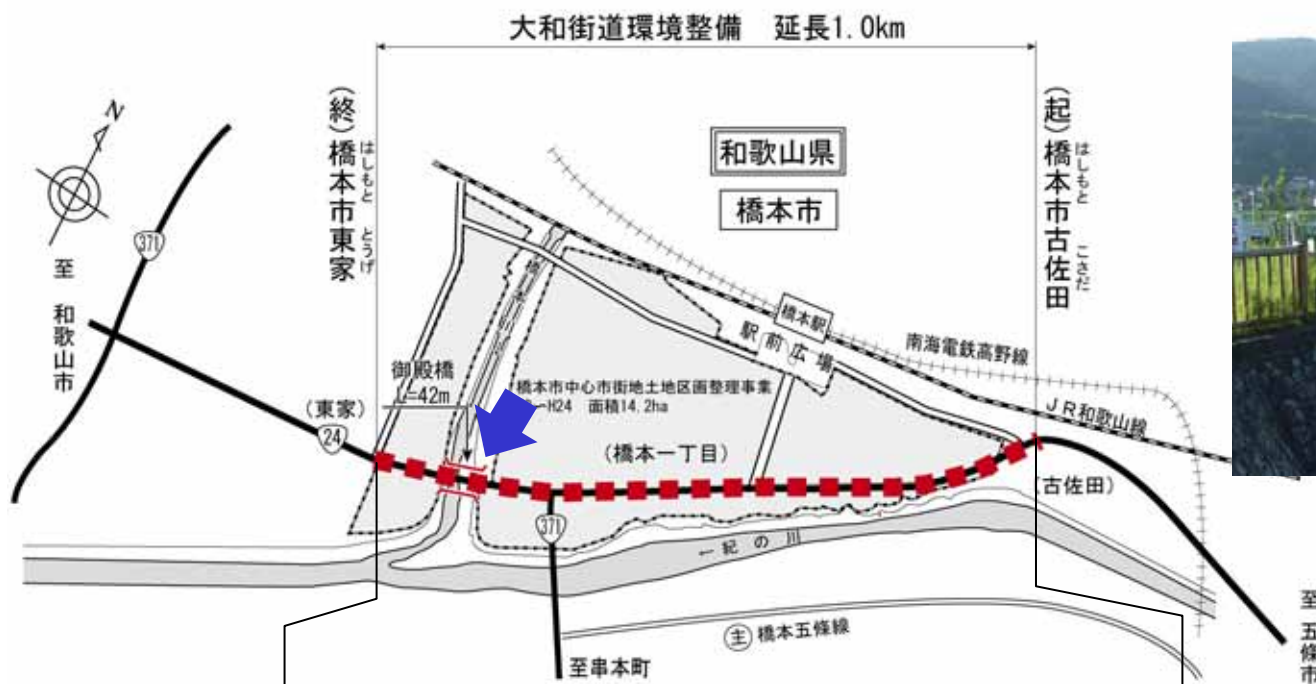 大和街道環境整備 延長1.0km
(終)橋本市東家
はしもと とうげ
(起)橋本市古佐田
はしもと こさだ
和歌山県
橋本市
N
371
至 和歌山市
橋本駅
駅前広場
南海電鉄高野線
JR和歌山線
御殿橋
L=42m
橋本市中心市街地土地区画整理事業
~H24 面積14.2ha
(東家)
24
(橋本一丁目)
(古佐田)
371
←紀の川
主 橋本五條線
至串本町
至 五條市